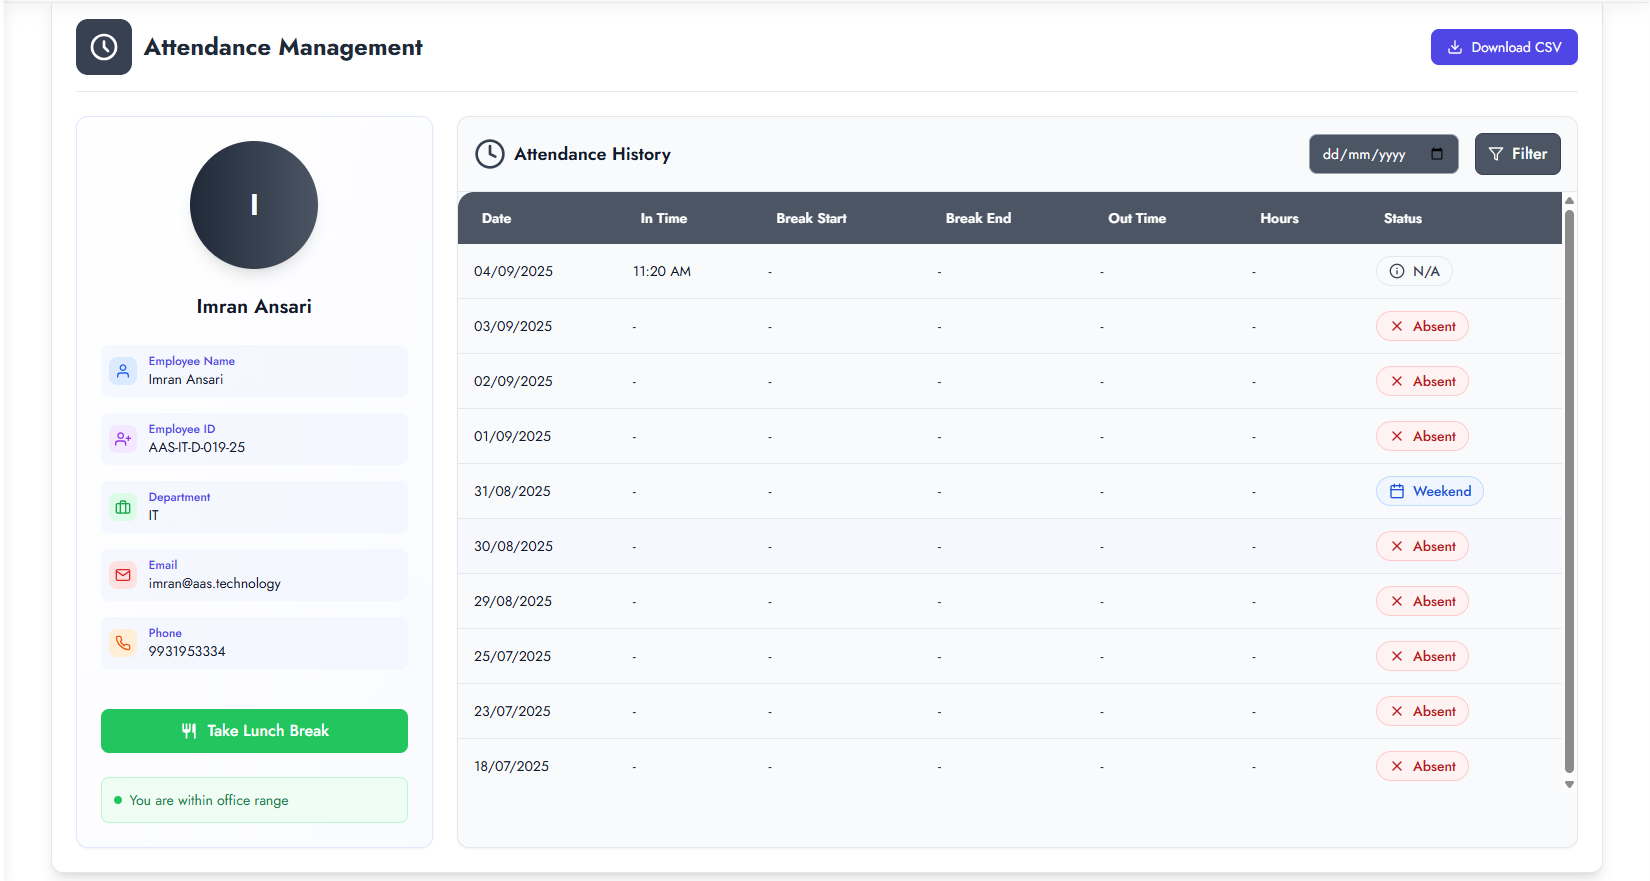 Attendance Management
Download CSV
I
Imran Ansari
Employee Name
Imran Ansari
Employee ID
AAS-IT-D-019-25
Department
IT
Email
imran@aas.technology
Phone
9931953334
Take Lunch Break
You are within office range
Attendance History
dd/mm/yyyy
Filter
Date In Time Break Start Break End Out Time Hours Status
04/09/2025 11:20 AM - - - - N/A
03/09/2025 - - - - - Absent
02/09/2025 - - - - - Absent
01/09/2025 - - - - - Absent
31/08/2025 - - - - - Weekend
30/08/2025 - - - - - Absent
29/08/2025 - - - - - Absent
25/07/2025 - - - - - Absent
23/07/2025 - - - - - Absent
18/07/2025 - - - - - Absent